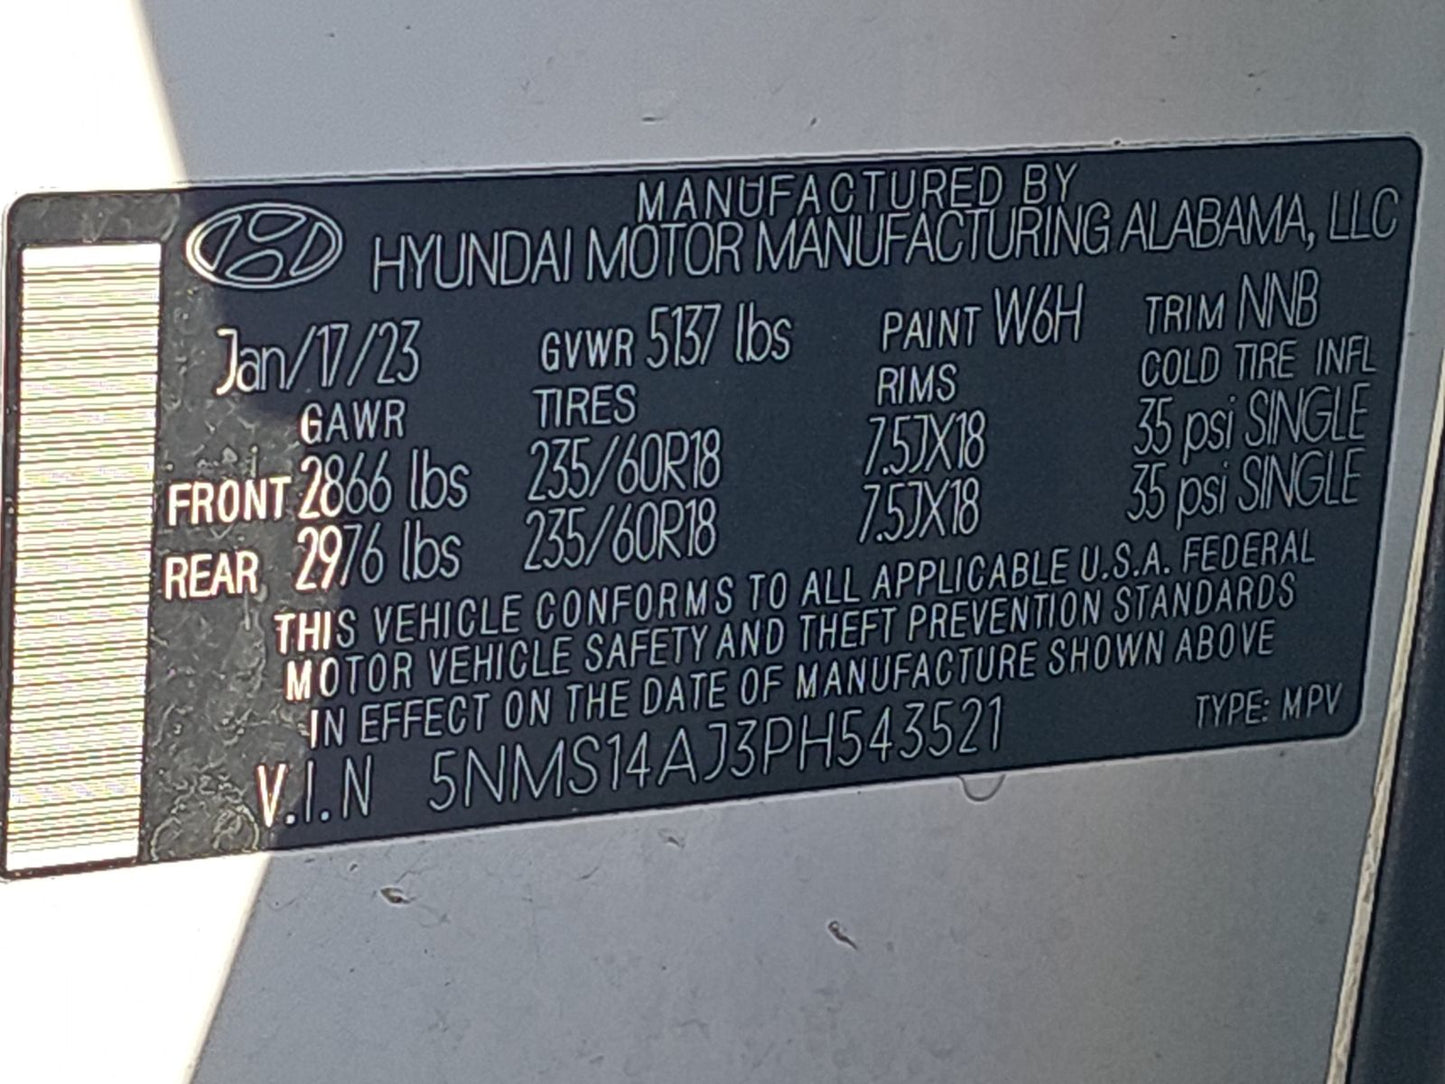 MANUFACTURED BY
HYUNDAI MOTOR MANUFACTURING ALABAMA, LLC
Jan/17/23 GVWR 5137 lbs PAINT W6H TRIM NNB
GAWR TIRES RIMS COLD TIRE INFL
FRONT 2866 lbs 235/60R18 7.5JX18 35 psi SINGLE
REAR 2976 lbs 235/60R18 7.5JX18 35 psi SINGLE
THIS VEHICLE CONFORMS TO ALL APPLICABLE U.S.A. FEDERAL
MOTOR VEHICLE SAFETY AND THEFT PREVENTION STANDARDS
IN EFFECT ON THE DATE OF MANUFACTURE SHOWN ABOVE
V.I.N 5NMS14AJ3PH543521 TYPE: MPV